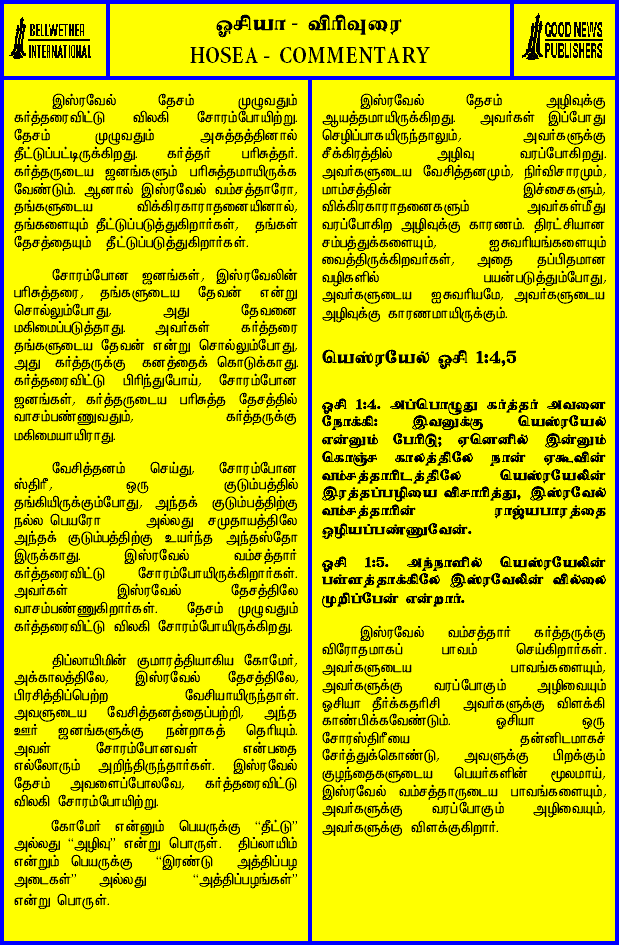 BELLWETHER
INTERNATIONAL
ஓசியா - விரிவுரை
HOSEA - COMMENTARY
GOOD NEWS
PUBLISHERS
இஸ்ரவேல் தேசம் முழுவதும்
கர்த்தரைவிட்டு விலகி சோரம்போயிற்று.
தேசம் முழுவதும் அசுத்தத்தினால்
தீட்டுப்பட்டிருக்கிறது. கர்த்தர் பரிசுத்தர்.
கர்த்தருடைய ஜனங்களும் பரிசுத்தமாயிருக்க
வேண்டும். ஆனால் இஸ்ரவேல் வம்சத்தாரோ,
தங்களுடைய விக்கிரகாராதனையினால்,
தங்களையும் தீட்டுப்படுத்துகிறார்கள், தங்கள்
தேசத்தையும் தீட்டுப்படுத்துகிறார்கள்.
சோரம்போன ஜனங்கள், இஸ்ரவேலின்
பரிசுத்தரை, தங்களுடைய தேவன் என்று
சொல்லும்போது, அது தேவனை
மகிமைப்படுத்தாது. அவர்கள் கர்த்தரை
தங்களுடைய தேவன் என்று சொல்லும்போது,
அது கர்த்தருக்கு கனத்தைக் கொடுக்காது.
கர்த்தரைவிட்டு பிரிந்துபோய், சோரம்போன
ஜனங்கள், கர்த்தருடைய பரிசுத்த தேசத்தில்
வாசம்பண்ணுவதும், கர்த்தருக்கு
மகிமையாயிராது.
வேசித்தனம் செய்து, சோரம்போன
ஸ்திரீ, ஒரு குடும்பத்தில்
தங்கியிருக்கும்போது, அந்தக் குடும்பத்திற்கு
நல்ல பெயரோ அல்லது சமுதாயத்திலே
அந்தக் குடும்பத்திற்கு உயர்ந்த அந்தஸ்தோ
இருக்காது. இஸ்ரவேல் வம்சத்தார்
கர்த்தரைவிட்டு சோரம்போயிருக்கிறார்கள்.
அவர்கள் இஸ்ரவேல் தேசத்திலே
வாசம்பண்ணுகிறார்கள். தேசம் முழுவதும்
கர்த்தரைவிட்டு விலகி சோரம்போயிருக்கிறது.
திப்லாயிமின் குமாரத்தியாகிய கோமேர்,
அக்காலத்திலே, இஸ்ரவேல் தேசத்திலே,
பிரசித்திப்பெற்ற வேசியாயிருந்தாள்.
அவளுடைய வேசித்தனத்தைப்பற்றி, அந்த
ஊர் ஜனங்களுக்கு நன்றாகத் தெரியும்.
அவள் சோரம்போனவள் என்பதை
எல்லோரும் அறிந்திருந்தார்கள். இஸ்ரவேல்
தேசம் அவளைப்போலவே, கர்த்தரைவிட்டு
விலகி சோரம்போயிற்று.
கோமேர் என்னும் பெயருக்கு “தீட்டு”
அல்லது “அழிவு” என்று பொருள். திப்லாயிம்
என்றும் பெயருக்கு “இரண்டு அத்திப்பழ
அடைகள்” அல்லது “அத்திப்பழங்கள்”
என்று பொருள்.
இஸ்ரவேல் தேசம் அழிவுக்கு
ஆயத்தமாயிருக்கிறது. அவர்கள் இப்போது
செழிப்பாகயிருந்தாலும், அவர்களுக்கு
சீக்கிரத்தில் அழிவு வரப்போகிறது.
அவர்களுடைய வேசித்தனமும், நிர்விசாரமும்,
மாம்சத்தின் இச்சைகளும்,
விக்கிரகாராதனைகளும் அவர்கள்மீது
வரப்போகிற அழிவுக்கு காரணம். திரட்சியான
சம்பத்துக்களையும், ஐசுவரியங்களையும்
வைத்திருக்கிறவர்கள், அதை தப்பிதமான
வழிகளில் பயன்படுத்தும்போது,
அவர்களுடைய ஐசுவரியமே, அவர்களுடைய
அழிவுக்கு காரணமாயிருக்கும்.
யெஸ்ரயேல் ஓசி 1:4,5
ஓசி 1:4. அப்பொழுது கர்த்தர் அவனை
நோக்கி: இவனுக்கு யெஸ்ரயேல்
என்னும் பேரிடு; ஏனெனில் இன்னும்
கொஞ்ச காலத்திலே நான் ஏகூவின்
வம்சத்தாரிடத்திலே யெஸ்ரயேலின்
இரத்தப்பழியை விசாரித்து, இஸ்ரவேல்
வம்சத்தாரின் ராஜ்யபாரத்தை
ஒழியப்பண்ணுவேன்.
ஓசி 1:5. அந்நாளில் யெஸ்ரயேலின்
பள்ளத்தாக்கிலே இஸ்ரவேலின் வில்லை
முறிப்பேன் என்றார்.
இஸ்ரவேல் வம்சத்தார் கர்த்தருக்கு
விரோதமாகப் பாவம் செய்கிறார்கள்.
அவர்களுடைய பாவங்களையும்,
அவர்களுக்கு வரப்போகும் அழிவையும்
ஓசியா தீர்க்கதரிசி அவர்களுக்கு விளக்கி
காண்பிக்கவேண்டும். ஓசியா ஒரு
சோரஸ்திரீயை தன்னிடமாகச்
சேர்த்துக்கொண்டு, அவளுக்கு பிறக்கும்
குழந்தைகளுடைய பெயர்களின் மூலமாய்,
இஸ்ரவேல் வம்சத்தாருடைய பாவங்களையும்,
அவர்களுக்கு வரப்போகும் அழிவையும்,
அவர்களுக்கு விளக்குகிறார்.